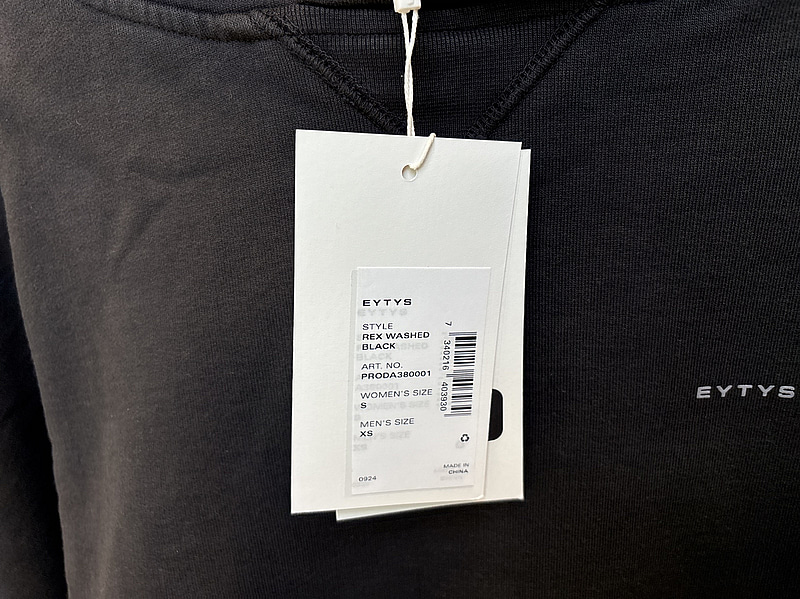 EYTYS
STYLE
REX WASHED
BLACK
ART. NO.
PRODA380001
WOMEN'S SIZE
S
MEN'S SIZE
XS
7 340216 403930
MADE IN
CHINA
0924
EYTYS